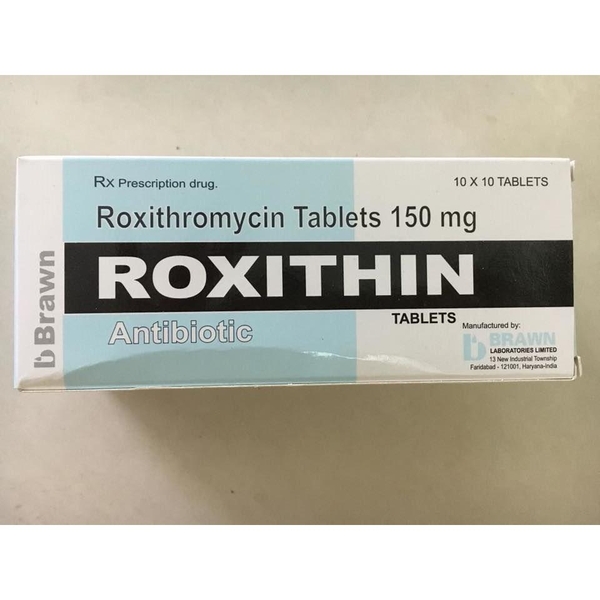 Rx Prescription drug.
10 X 10 TABLETS
Roxithromycin Tablets 150 mg
ROXITHIN
TABLETS
Antibiotic
Brawn
Manufactured by:
BRAWN
LABORATORIES LIMITED
13 New Industrial Township
Faridabad - 121001, Haryana-India